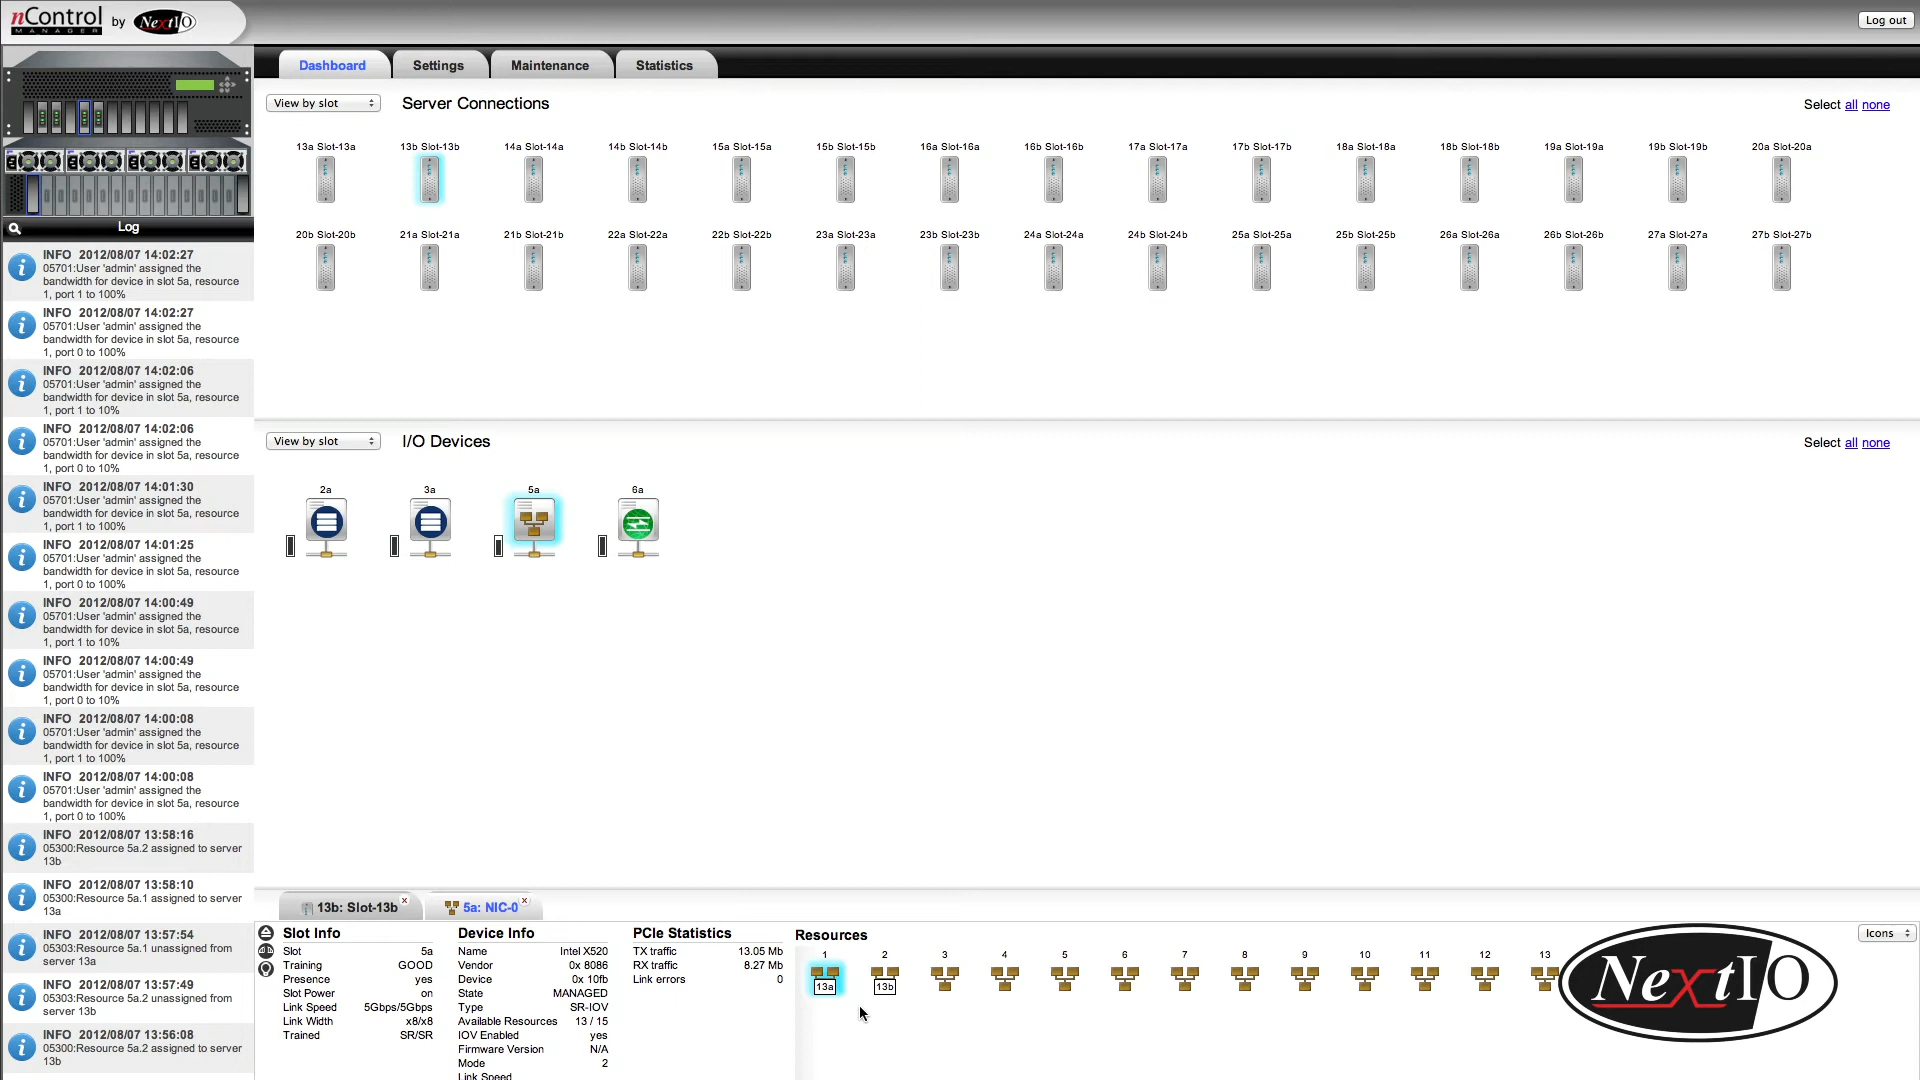 nControl
MANAGER
by NextIO
Log out
Dashboard
Settings
Maintenance
Statistics
View by slot
Server Connections
Select all none
13a Slot-13a
13b Slot-13b
14a Slot-14a
14b Slot-14b
15a Slot-15a
15b Slot-15b
16a Slot-16a
16b Slot-16b
17a Slot-17a
17b Slot-17b
18a Slot-18a
18b Slot-18b
19a Slot-19a
19b Slot-19b
20a Slot-20a
20b Slot-20b
21a Slot-21a
21b Slot-21b
22a Slot-22a
22b Slot-22b
23a Slot-23a
23b Slot-23b
24a Slot-24a
24b Slot-24b
25a Slot-25a
25b Slot-25b
26a Slot-26a
26b Slot-26b
27a Slot-27a
27b Slot-27b
Log
INFO 2012/08/07 14:02:27
05701:User 'admin' assigned the
bandwidth for device in slot 5a, resource
1, port 1 to 100%
INFO 2012/08/07 14:02:27
05701:User 'admin' assigned the
bandwidth for device in slot 5a, resource
1, port 0 to 100%
INFO 2012/08/07 14:02:06
05701:User 'admin' assigned the
bandwidth for device in slot 5a, resource
1, port 1 to 10%
INFO 2012/08/07 14:02:06
05701:User 'admin' assigned the
bandwidth for device in slot 5a, resource
1, port 0 to 10%
INFO 2012/08/07 14:01:30
05701:User 'admin' assigned the
bandwidth for device in slot 5a, resource
1, port 1 to 100%
INFO 2012/08/07 14:01:25
05701:User 'admin' assigned the
bandwidth for device in slot 5a, resource
1, port 0 to 100%
INFO 2012/08/07 14:00:49
05701:User 'admin' assigned the
bandwidth for device in slot 5a, resource
1, port 1 to 10%
INFO 2012/08/07 14:00:49
05701:User 'admin' assigned the
bandwidth for device in slot 5a, resource
1, port 0 to 10%
INFO 2012/08/07 14:00:08
05701:User 'admin' assigned the
bandwidth for device in slot 5a, resource
1, port 1 to 100%
INFO 2012/08/07 14:00:08
05701:User 'admin' assigned the
bandwidth for device in slot 5a, resource
1, port 0 to 100%
INFO 2012/08/07 13:58:16
05300:Resource 5a.2 assigned to server
13b
INFO 2012/08/07 13:58:10
05300:Resource 5a.1 assigned to server
13a
INFO 2012/08/07 13:57:54
05303:Resource 5a.1 unassigned from
server 13a
INFO 2012/08/07 13:57:49
05303:Resource 5a.2 unassigned from
server 13b
INFO 2012/08/07 13:56:08
05300:Resource 5a.2 assigned to server
13b
View by slot
I/O Devices
Select all none
2a
3a
5a
6a
13b: Slot-13b
5a: NIC-0
Slot Info
Slot 5a
Training GOOD
Presence yes
Slot Power on
Link Speed 5Gbps/5Gbps
Link Width x8/x8
Trained SR/SR
Device Info
Name Intel X520
Vendor 0x 8086
Device 0x 10fb
State MANAGED
Type SR-IOV
Available Resources 13 / 15
IOV Enabled yes
Firmware Version N/A
Mode 2
Link Speed
PCIe Statistics
TX traffic 13.05 Mb
RX traffic 8.27 Mb
Link errors 0
Resources
Icons
1 2 3 4 5 6 7 8 9 10 11 12 13
13a 13b
NextIO